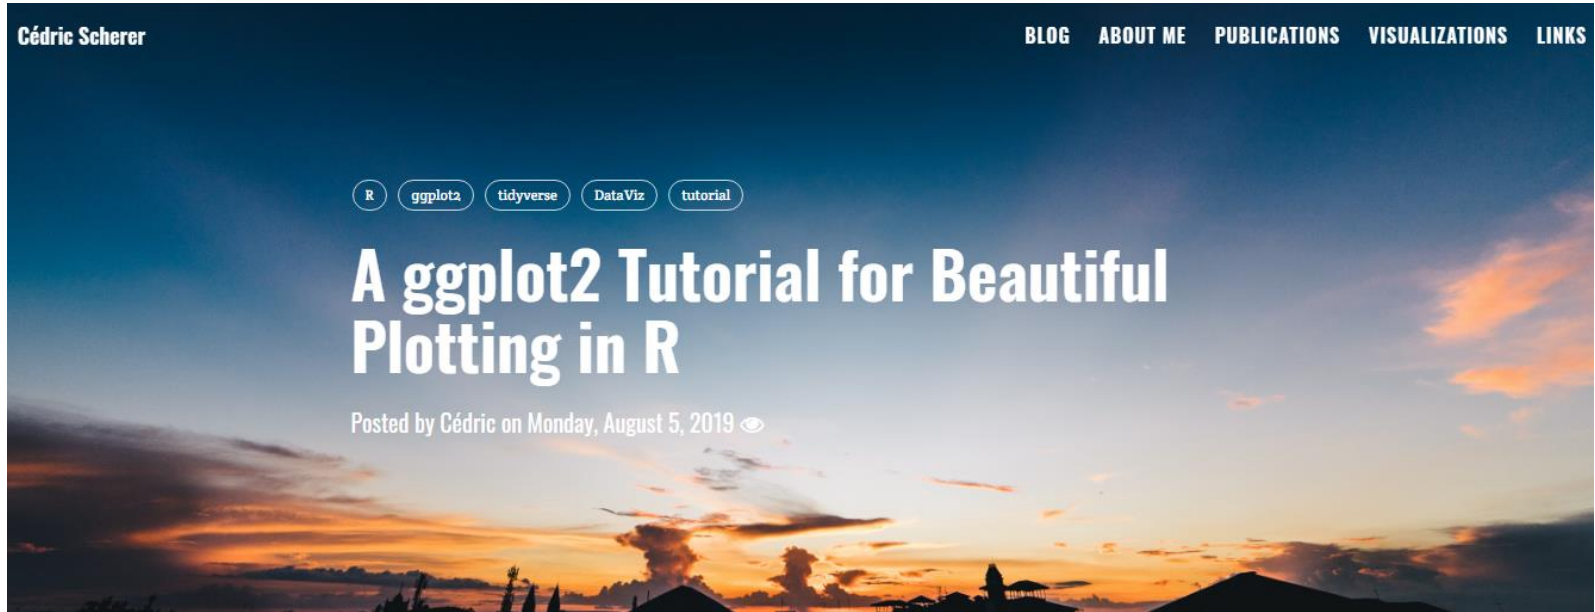 Cédric Scherer
BLOG ABOUT ME PUBLICATIONS VISUALIZATIONS LINKS
R ggplot2 tidyverse DataViz tutorial
A ggplot2 Tutorial for Beautiful
Plotting in R
Posted by Cédric on Monday, August 5, 2019